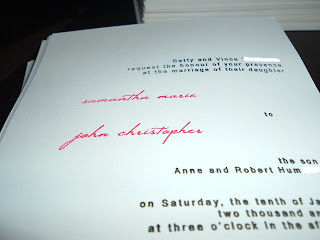 Betty and Vince
request the honour of your presence
at the marriage of their daughter
samantha maria
to
john christopher
the son
Anne and Robert Hum
on Saturday, the tenth of Ja
two thousand a
at three o'clock in the af